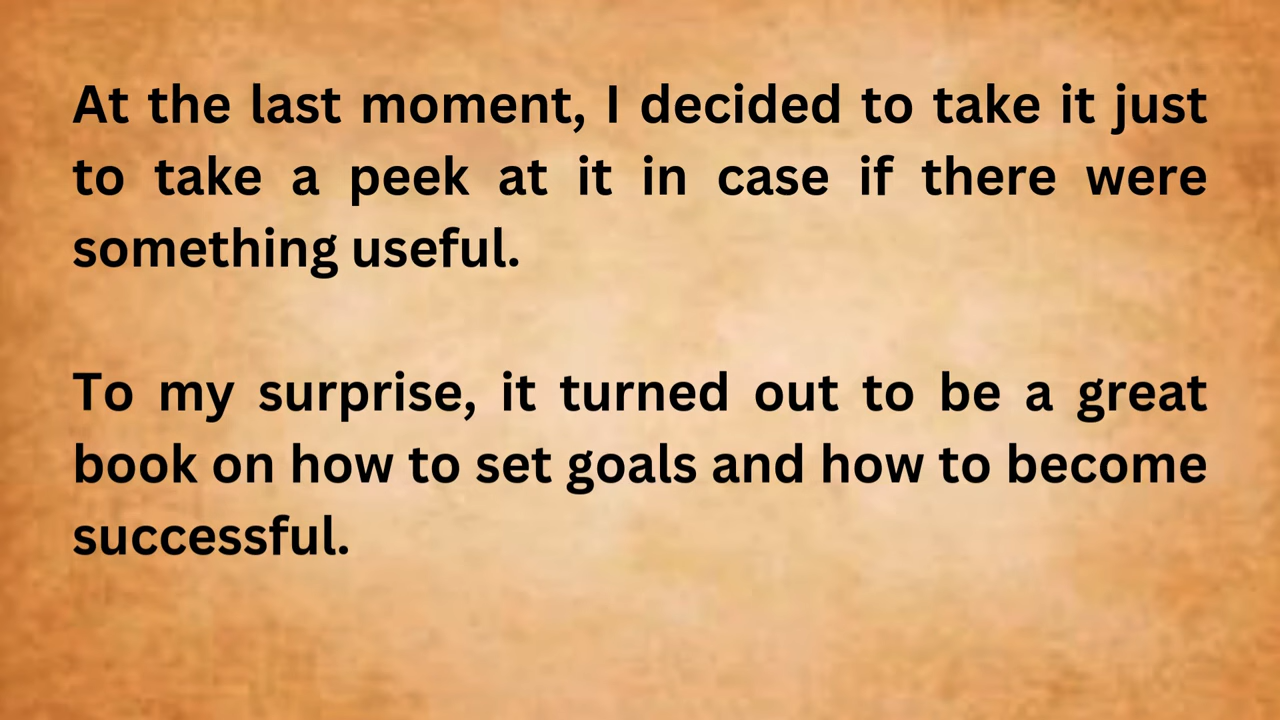 At the last moment, I decided to take it just
to take a peek at it in case if there were
something useful.
To my surprise, it turned out to be a great
book on how to set goals and how to become
successful.